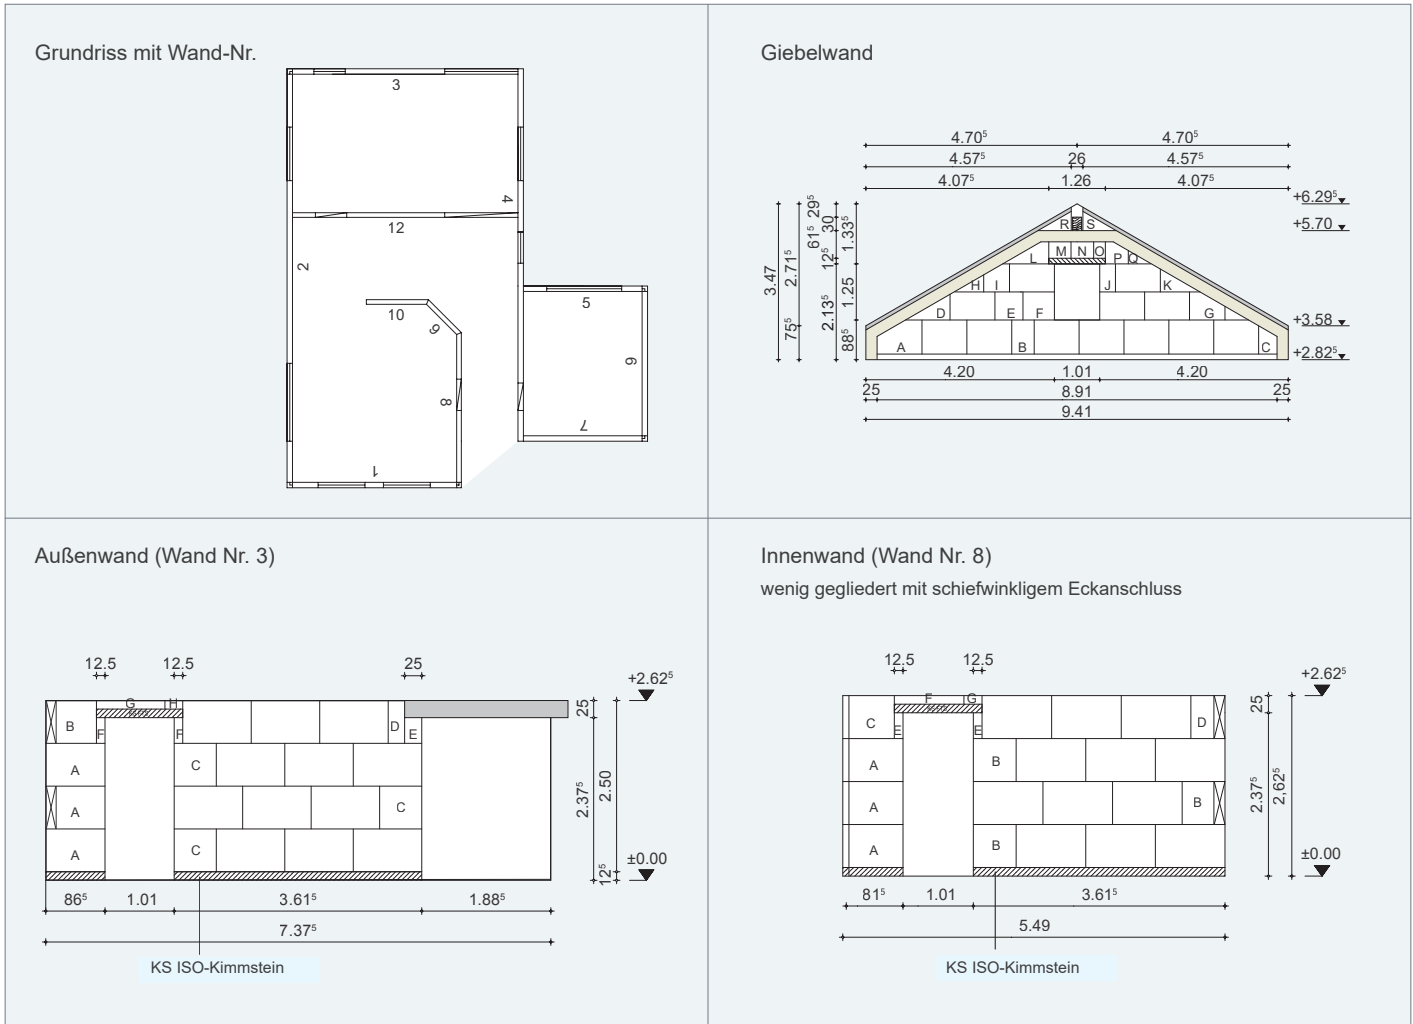 Grundriss mit Wand-Nr.
3
4
12
2
5
10
9
6
8
7
1
Giebelwand
4.70⁵ 4.70⁵
4.57⁵ 26 4.57⁵
4.07⁵ 1.26 4.07⁵
+6.29⁵
+5.70
+3.58
+2.82⁵
3.47
2.71⁵
75⁵
29⁵
30
61⁵
12⁵
2.13⁵
1.33⁵
1.25
88⁵
R S
M N O
L P Q
H I J K
D E F G
A B C
4.20 1.01 4.20
25 8.91 25
9.41
Außenwand (Wand Nr. 3)
12.5 12.5 25
+2.62⁵
G H
B F F D E
A C
A C
A C
25
2.37⁵
2.50
12⁵
±0.00
86⁵ 1.01 3.61⁵ 1.88⁵
7.37⁵
KS ISO-Kimmstein
Innenwand (Wand Nr. 8)
wenig gegliedert mit schiefwinkligem Eckanschluss
12.5 12.5
+2.62⁵
F G
C E E D
A B
A B
A B
25
2.37⁵
2,62⁵
±0.00
81⁵ 1.01 3.61⁵
5.49
KS ISO-Kimmstein